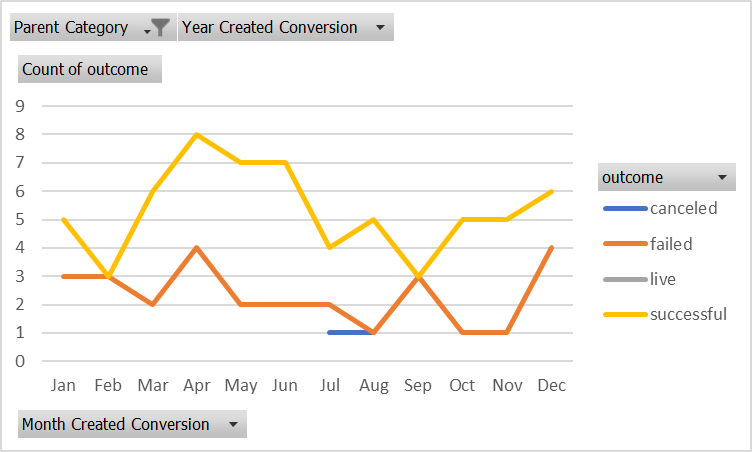 Parent Category Year Created Conversion
Count of outcome
9
8
7
6
5
4
3
2
1
0
Jan Feb Mar Apr May Jun Jul Aug Sep Oct Nov Dec
outcome
canceled
failed
live
successful
Month Created Conversion